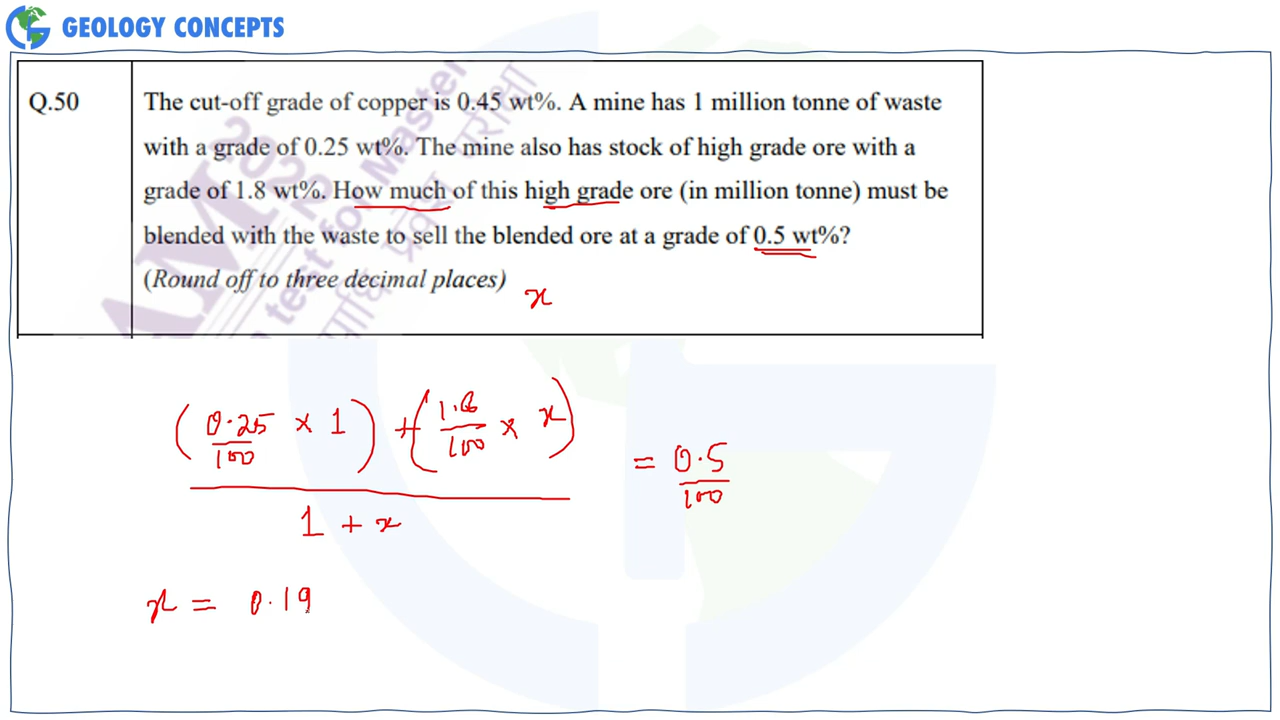 GEOLOGY CONCEPTS
Q.50
The cut-off grade of copper is 0.45 wt%. A mine has 1 million tonne of waste
with a grade of 0.25 wt%. The mine also has stock of high grade ore with a
grade of 1.8 wt%. How much of this high grade ore (in million tonne) must be
blended with the waste to sell the blended ore at a grade of 0.5 wt%?
(Round off to three decimal places)
x
(0.25/100 × 1) + (1.8/100 × x)
= 0.5/100
1 + x
x = 0.19